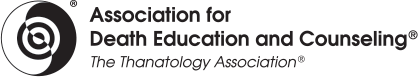 ®
Association for
Death Education and Counseling®
The Thanatology Association®